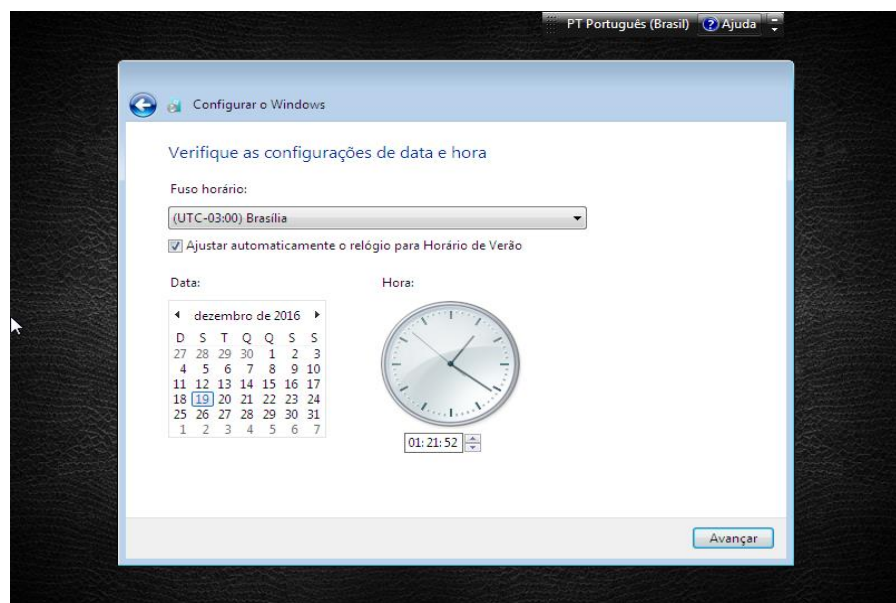 PT Português (Brasil) ? Ajuda
Configurar o Windows
Verifique as configurações de data e hora
Fuso horário:
(UTC-03:00) Brasília
Ajustar automaticamente o relógio para Horário de Verão
Data: Hora:
dezembro de 2016
D S T Q Q S S
27 28 29 30 1 2 3
4 5 6 7 8 9 10
11 12 13 14 15 16 17
18 19 20 21 22 23 24
25 26 27 28 29 30 31
1 2 3 4 5 6 7
01:21:52
Avançar